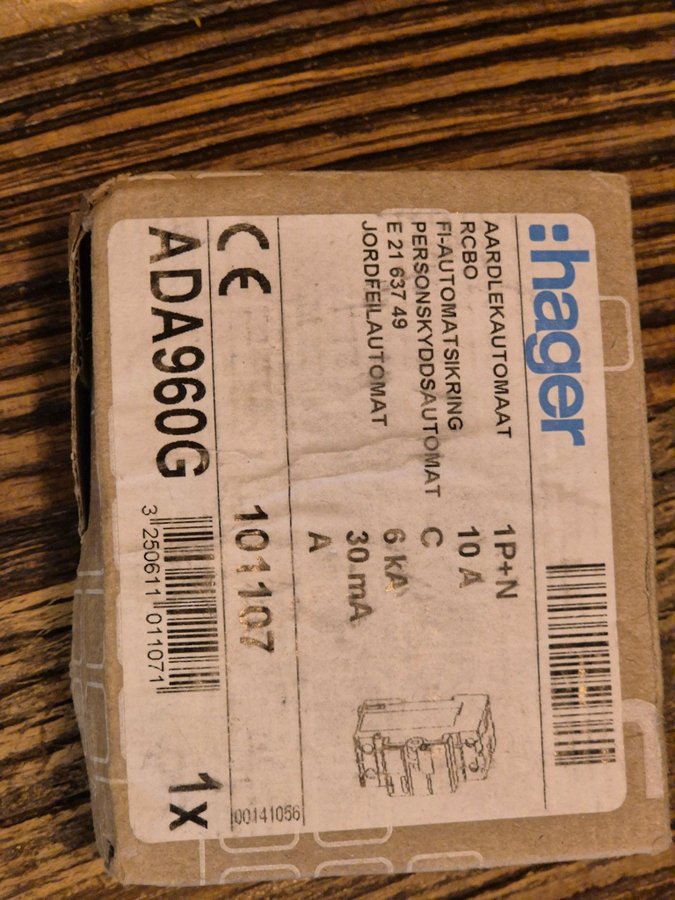 :hager
AARDLEKAUTOMAAT
RCBO
FI-AUTOMATSIKRING
PERSONSKYDDSAUTOMAT
E 21 637 49
JORDFEILAUTOMAT
1P+N
10 A
C
6 kA
30 mA
A
CE
101107
00141056
ADA960G
3 250611 011071
1x